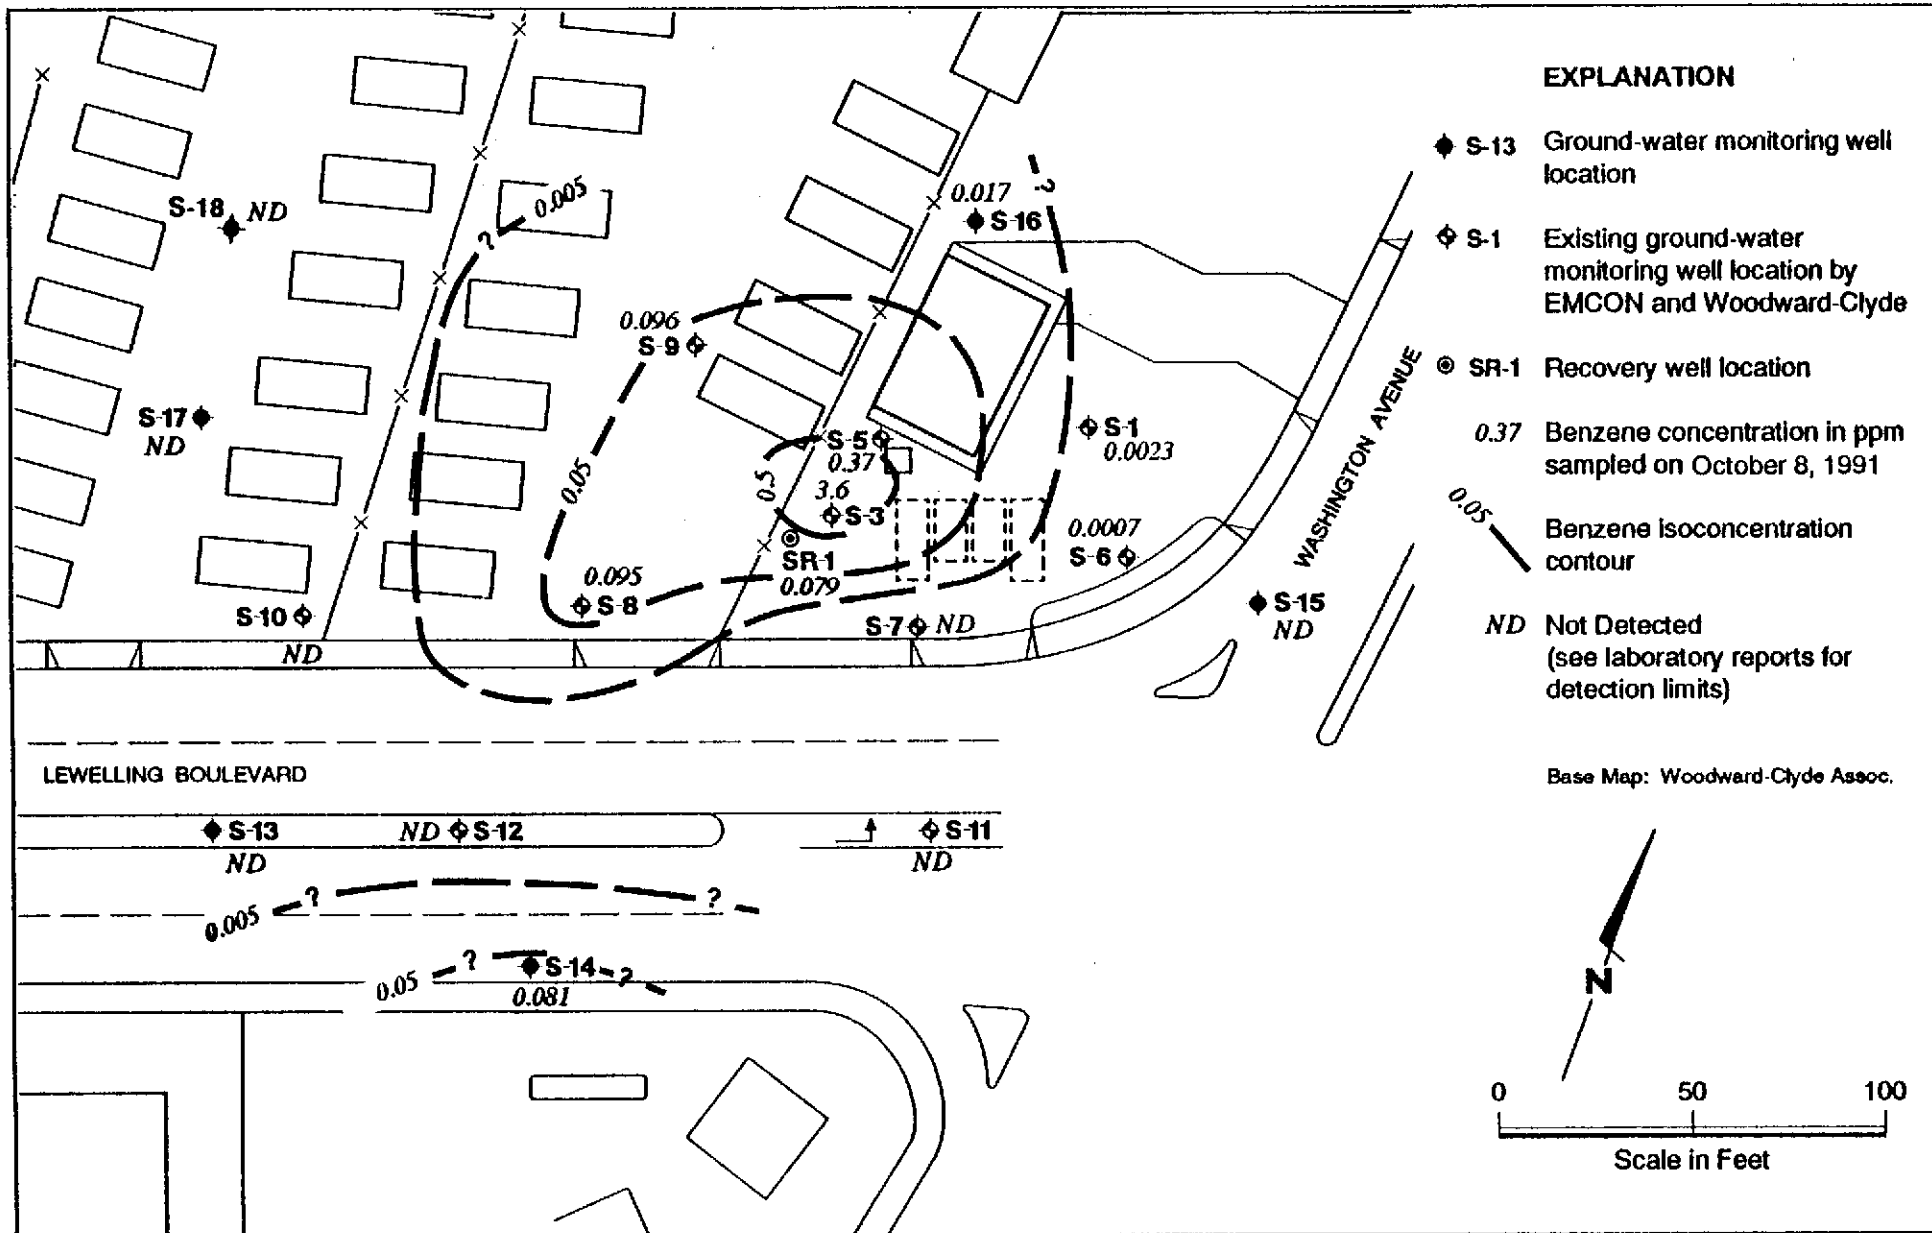 EXPLANATION
S-13 Ground-water monitoring well
location
S-1 Existing ground-water
monitoring well location by
EMCON and Woodward-Clyde
SR-1 Recovery well location
0.37 Benzene concentration in ppm
sampled on October 8, 1991
0.05 Benzene isoconcentration
contour
ND Not Detected
(see laboratory reports for
detection limits)
Base Map: Woodward-Clyde Assoc.
N
0 50 100
Scale in Feet
S-18 ND
0.005
?
0.017
?
S-16
0.096
S-9
S-17
ND
S-1
0.0023
S-5
0.37
0.05
0.5
3.6
S-3
WASHINGTON AVENUE
0.0007
S-6
SR-1
0.079
0.095
S-8
S-10
ND
S-7 ND
S-15
ND
LEWELLING BOULEVARD
S-13
ND
ND S-12
S-11
ND
0.005 ? ?
0.05 ? S-14 ?
0.081